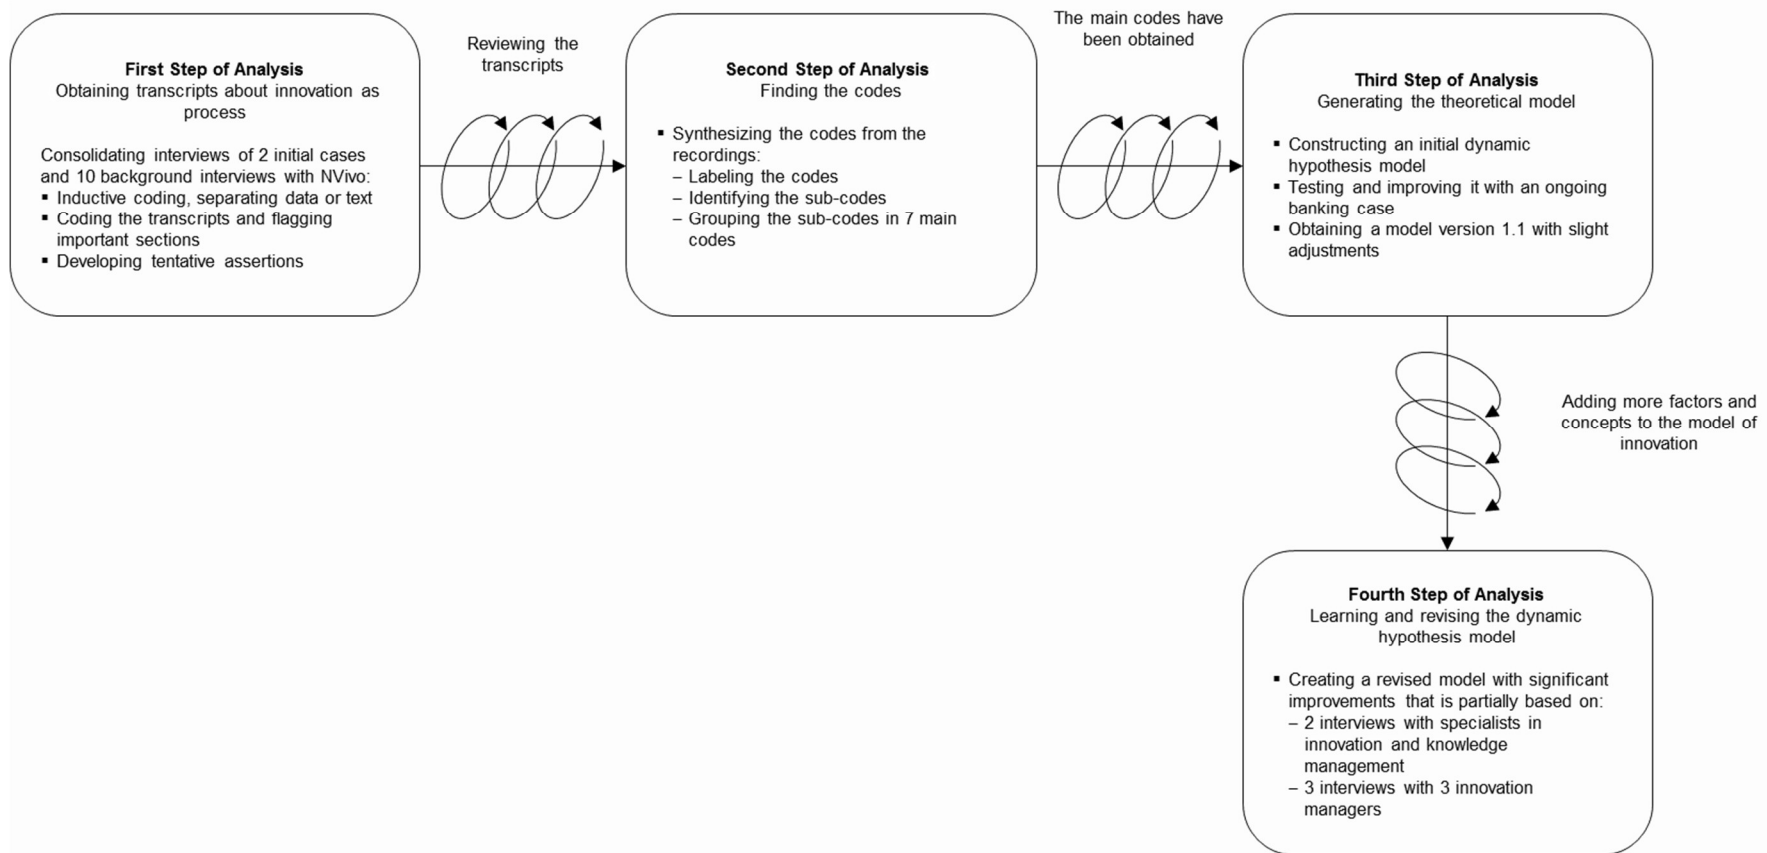 First Step of Analysis
Obtaining transcripts about innovation as
process
Consolidating interviews of 2 initial cases
and 10 background interviews with NVivo:
▪ Inductive coding, separating data or text
▪ Coding the transcripts and flagging
important sections
▪ Developing tentative assertions
Reviewing the
transcripts
Second Step of Analysis
Finding the codes
▪ Synthesizing the codes from the
recordings:
– Labeling the codes
– Identifying the sub-codes
– Grouping the sub-codes in 7 main
codes
The main codes have
been obtained
Third Step of Analysis
Generating the theoretical model
▪ Constructing an initial dynamic
hypothesis model
▪ Testing and improving it with an ongoing
banking case
▪ Obtaining a model version 1.1 with slight
adjustments
Adding more factors and
concepts to the model of
innovation
Fourth Step of Analysis
Learning and revising the dynamic
hypothesis model
▪ Creating a revised model with significant
improvements that is partially based on:
– 2 interviews with specialists in
innovation and knowledge
management
– 3 interviews with 3 innovation
managers